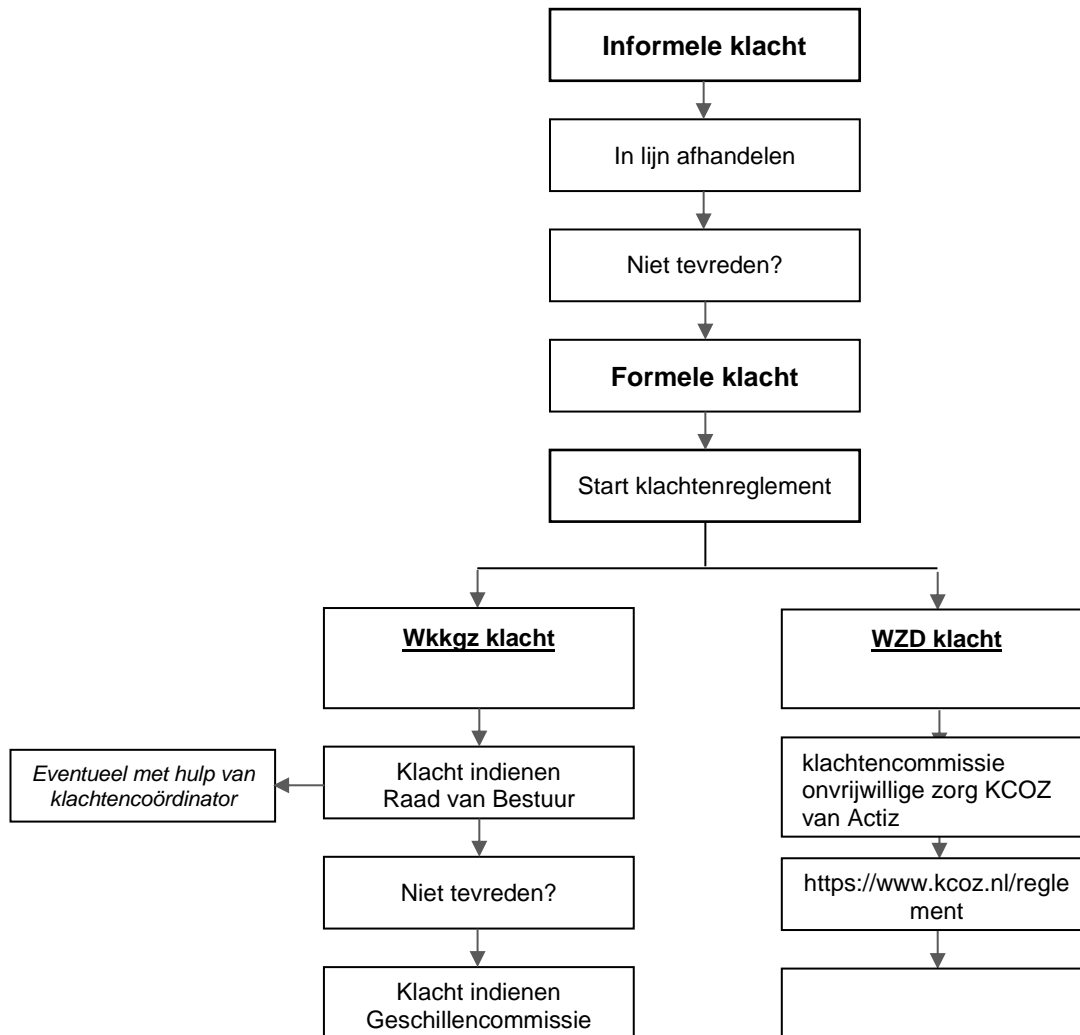 Informele klacht
In lijn afhandelen
Niet tevreden?
Formele klacht
Start klachtenreglement
Wkkgz klacht
WZD klacht
Eventueel met hulp van
klachtencoördinator
Klacht indienen
Raad van Bestuur
klachtencommissie
onvrijwillige zorg KCOZ
van Actiz
Niet tevreden?
https://www.kcoz.nl/regle
ment
Klacht indienen
Geschillencommissie